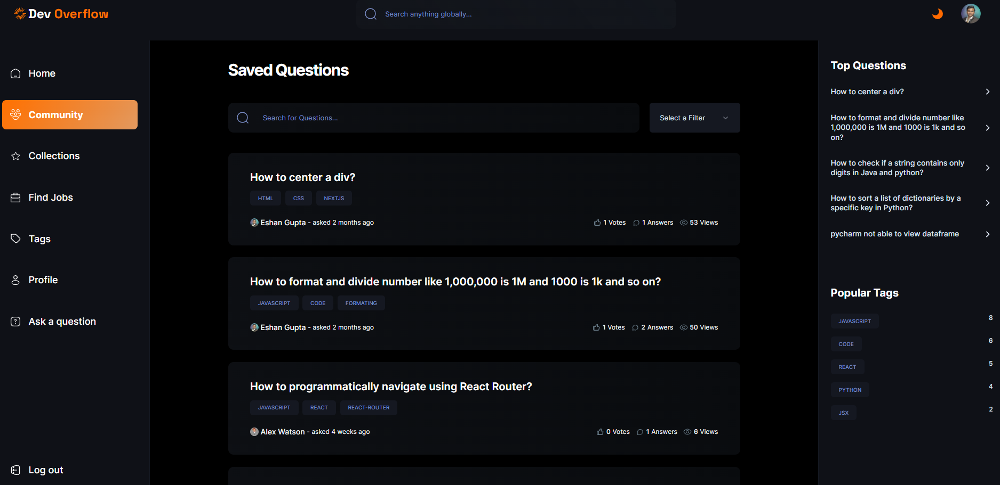 Dev Overflow
Search anything globally...
Home
Community
Collections
Find Jobs
Tags
Profile
Ask a question
Log out
Saved Questions
Search for Questions...
Select a Filter
How to center a div?
HTML CSS NEXTJS
Eshan Gupta - asked 2 months ago
1 Votes 1 Answers 53 Views
How to format and divide number like 1,000,000 is 1M and 1000 is 1k and so on?
JAVASCRIPT CODE FORMATING
Eshan Gupta - asked 2 months ago
1 Votes 2 Answers 50 Views
How to programmatically navigate using React Router?
JAVASCRIPT REACT REACT-ROUTER
Alex Watson - asked 4 weeks ago
0 Votes 1 Answers 6 Views
Top Questions
How to center a div?
How to format and divide number like
1,000,000 is 1M and 1000 is 1k and so
on?
How to check if a string contains only
digits in Java and python?
How to sort a list of dictionaries by a
specific key in Python?
pycharm not able to view dataframe
Popular Tags
JAVASCRIPT 8
CODE 6
REACT 5
PYTHON 4
JSX 2